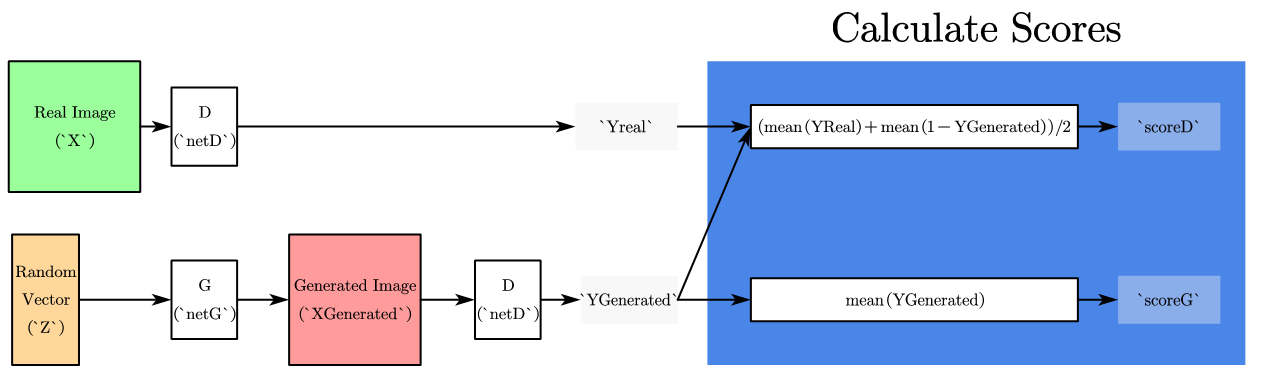 Calculate Scores
Real Image
(`X`)
D
(`netD`)
`Yreal`
(mean(YReal)+mean(1−YGenerated))/2
`scoreD`
Random
Vector
(`Z`)
G
(`netG`)
Generated Image
(`XGenerated`)
D
(`netD`)
`YGenerated`
mean(YGenerated)
`scoreG`